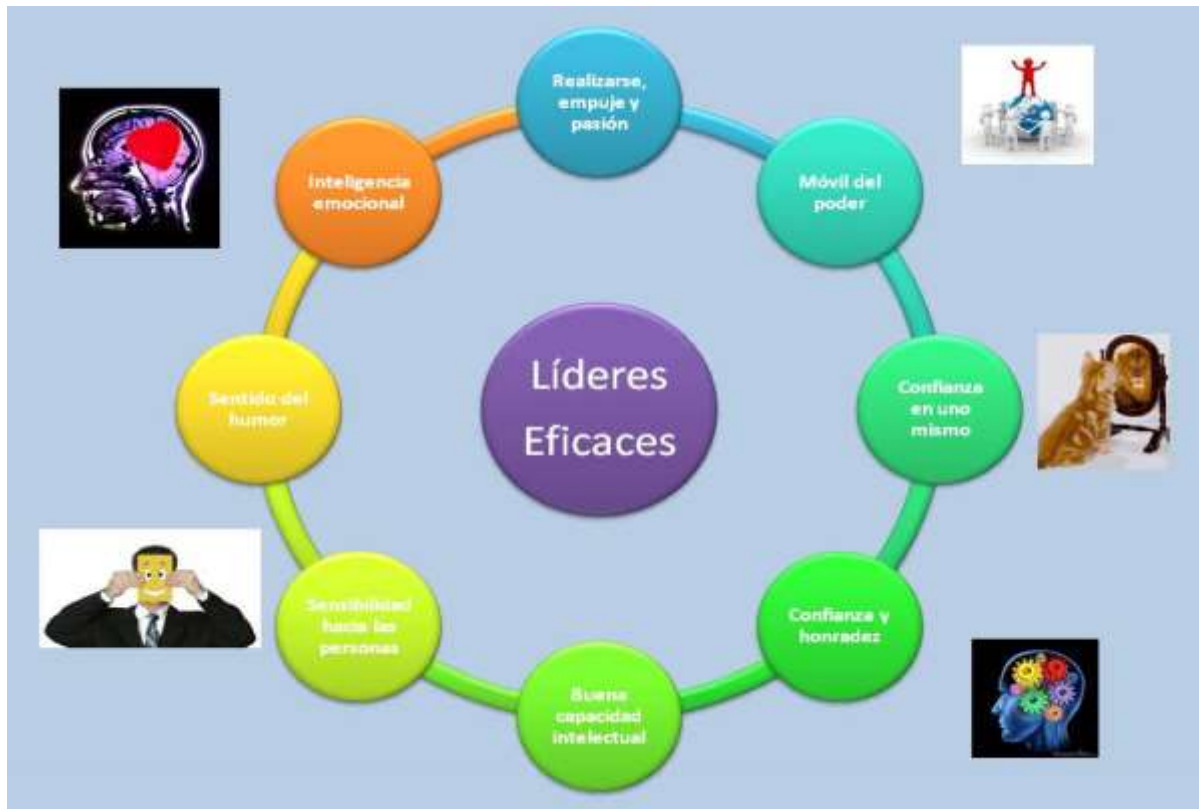 Realizarse,
empuje y
pasión
Móvil del
poder
Confianza
en uno
mismo
Confianza y
honradez
Buena
capacidad
intelectual
Sensibilidad
hacia las
personas
Sentido del
humor
Inteligencia
emocional
Líderes
Eficaces